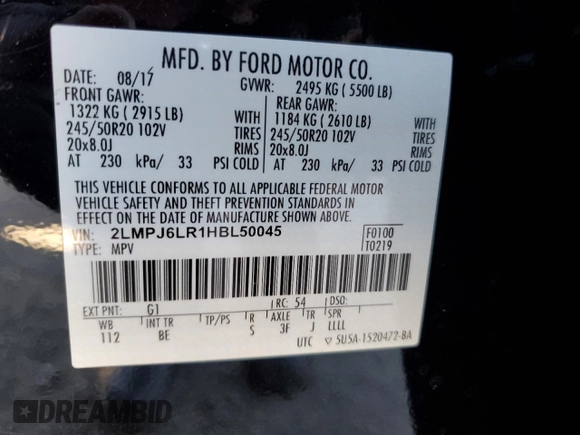 MFD. BY FORD MOTOR CO.
DATE: 08/17 GVWR: 2495 KG ( 5500 LB)
FRONT GAWR: REAR GAWR:
1322 KG ( 2915 LB) WITH 1184 KG ( 2610 LB) WITH
245/50R20 102V TIRES 245/50R20 102V TIRES
20x8.0J RIMS 20x8.0J RIMS
AT 230 kPa/ 33 PSI COLD AT 230 kPa/ 33 PSI COLD
THIS VEHICLE CONFORMS TO ALL APPLICABLE FEDERAL MOTOR
VEHICLE SAFETY AND THEFT PREVENTION STANDARDS IN
EFFECT ON THE DATE OF MANUFACTURE SHOWN ABOVE.
VIN: 2LMPJ6LR1HBL50045 F0100
TYPE: MPV T0219
EXT PNT: G1 RC: 54 DSO:
WB INT TR TP/PS R AXLE TR SPR
112 BE S 3F J LLLL
UTC ▽ 5U5A-1520472-BA
DREAMBID